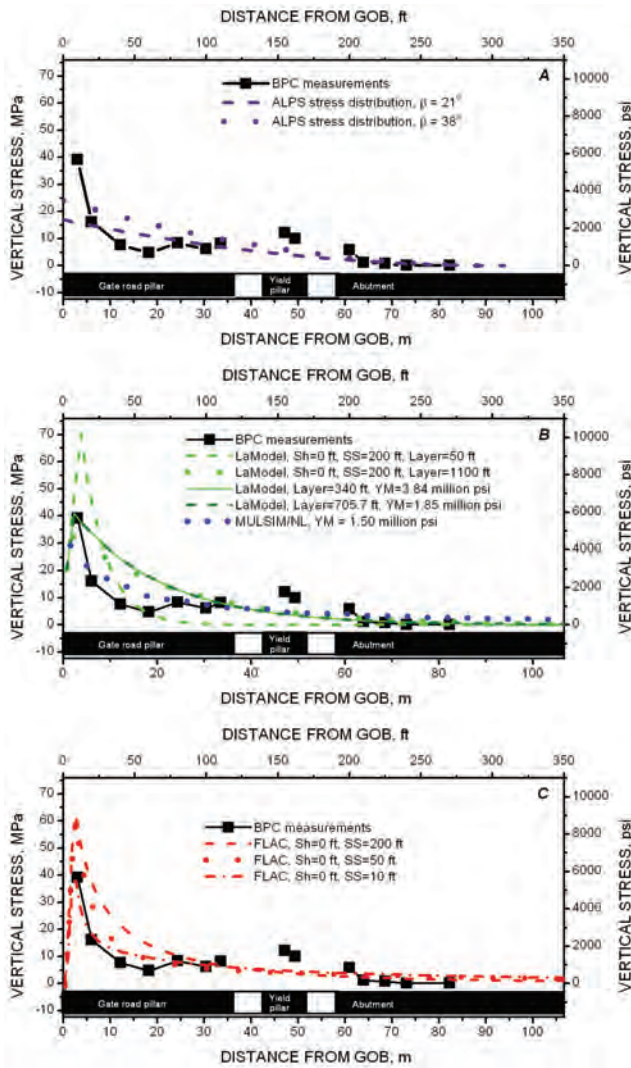 DISTANCE FROM GOB, ft
0 50 100 150 200 250 300 350
A
BPC measurements
ALPS stress distribution, β = 21°
ALPS stress distribution, β = 38°
VERTICAL STRESS, MPa
70
60
50
40
30
20
10
0
-10
VERTICAL STRESS, psi
10000
8000
6000
4000
2000
0
Gate road pillar
Yield
pillar
Abutment
0 10 20 30 40 50 60 70 80 90 100
DISTANCE FROM GOB, m
DISTANCE FROM GOB, ft
0 50 100 150 200 250 300 350
B
BPC measurements
LaModel, Sh=0 ft, SS=200 ft, Layer=50 ft
LaModel, Sh=0 ft, SS=200 ft, Layer=1100 ft
LaModel, Layer=340 ft, YM=3.84 million psi
LaModel, Layer=705.7 ft, YM=1.85 million psi
MULSIM/NL, YM = 1.50 million psi
VERTICAL STRESS, MPa
70
60
50
40
30
20
10
0
-10
VERTICAL STRESS, psi
10000
8000
6000
4000
2000
0
Gate road pillar
Yield
pillar
Abutment
0 10 20 30 40 50 60 70 80 90 100
DISTANCE FROM GOB, m
DISTANCE FROM GOB, ft
0 50 100 150 200 250 300 350
C
BPC measurements
FLAC, Sh=0 ft, SS=200 ft
FLAC, Sh=0 ft, SS=50 ft
FLAC, Sh=0 ft, SS=10 ft
VERTICAL STRESS, MPa
70
60
50
40
30
20
10
0
-10
VERTICAL STRESS, psi
10000
8000
6000
4000
2000
0
Gate road pillarr
Yield
pillar
Abutment
0 10 20 30 40 50 60 70 80 90 100
DISTANCE FROM GOB, m